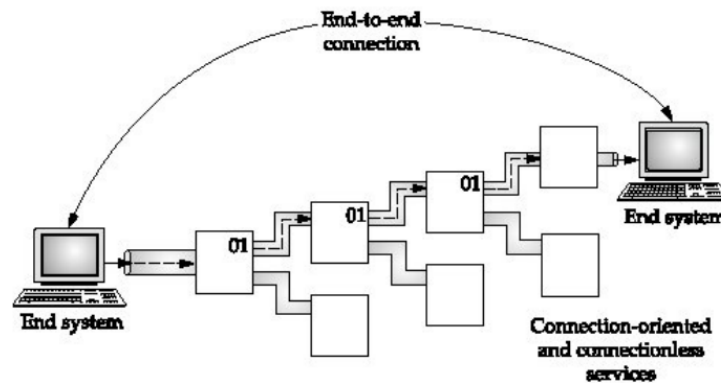 End-to-end
connection
01
01
01
End system
End system
Connection-oriented
and connectionless
services